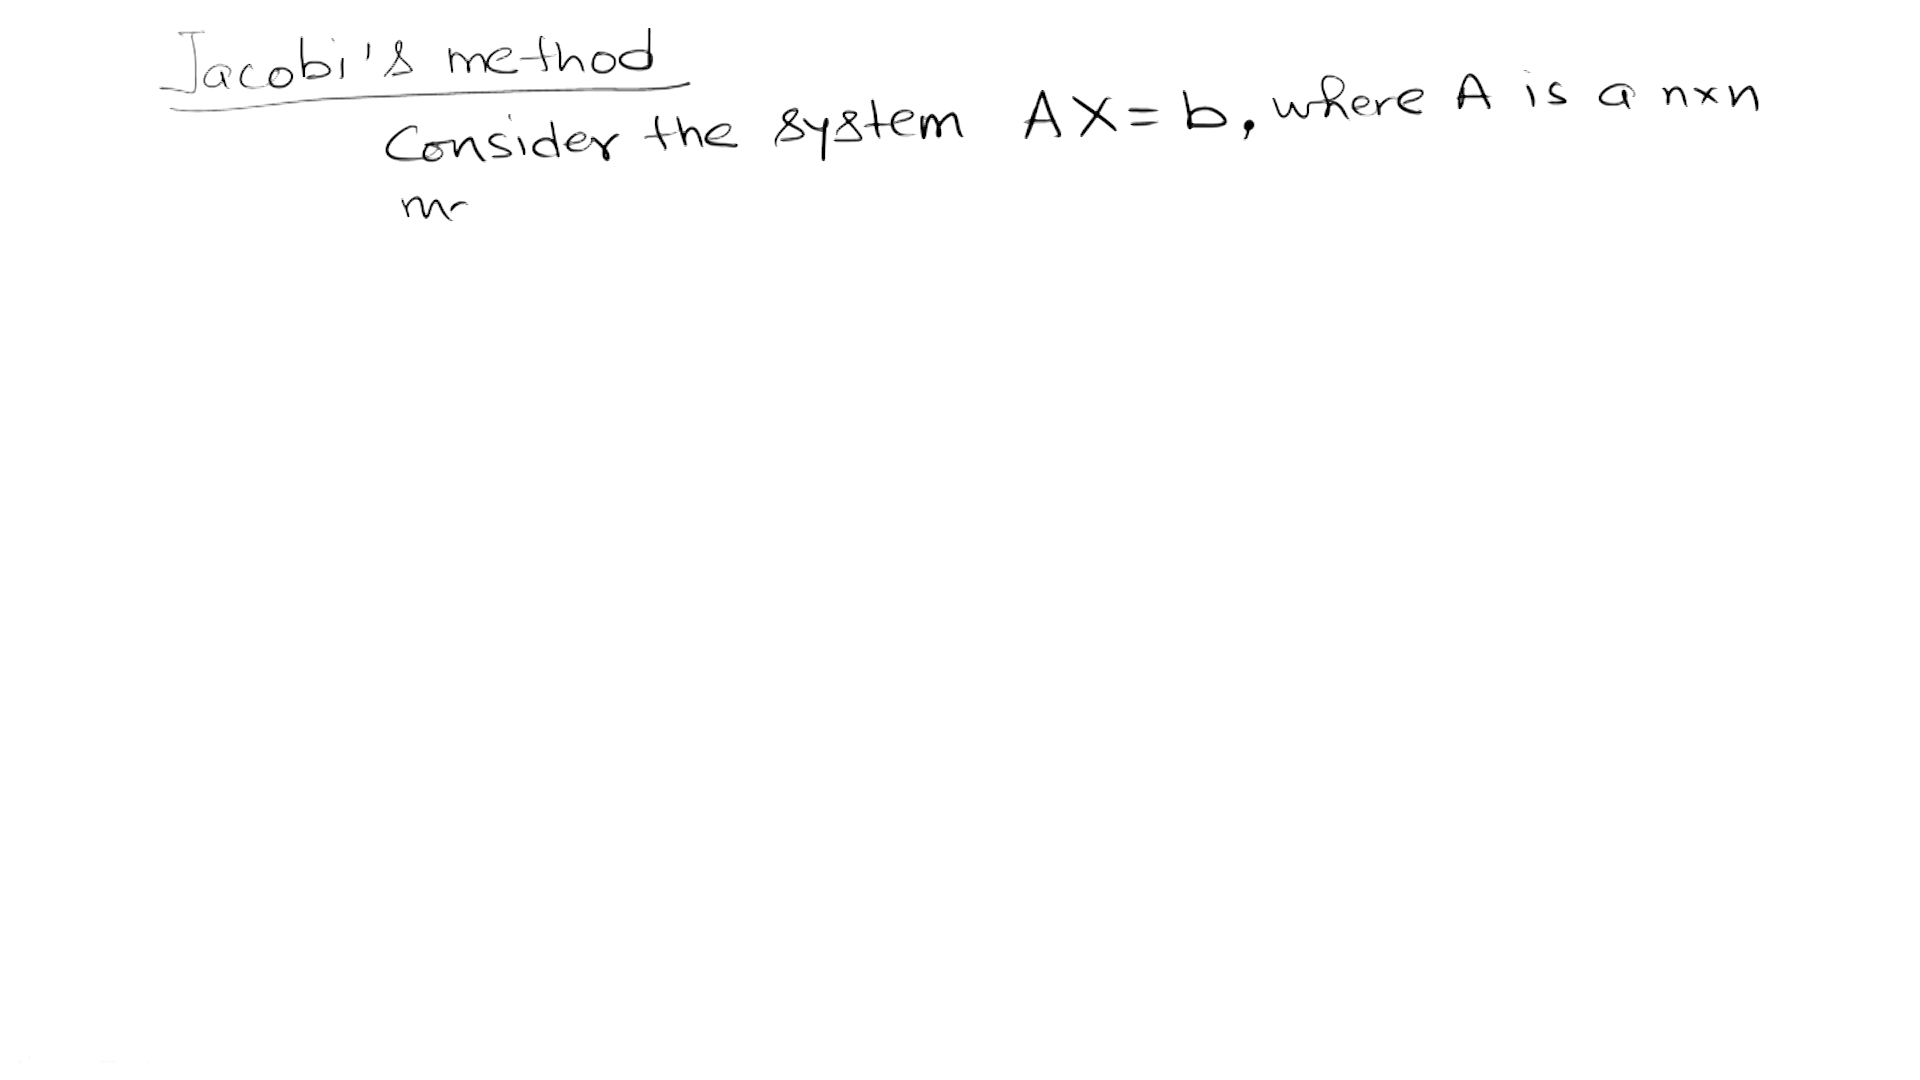 Jacobi's method
Consider the system AX = b, where A is a n×n